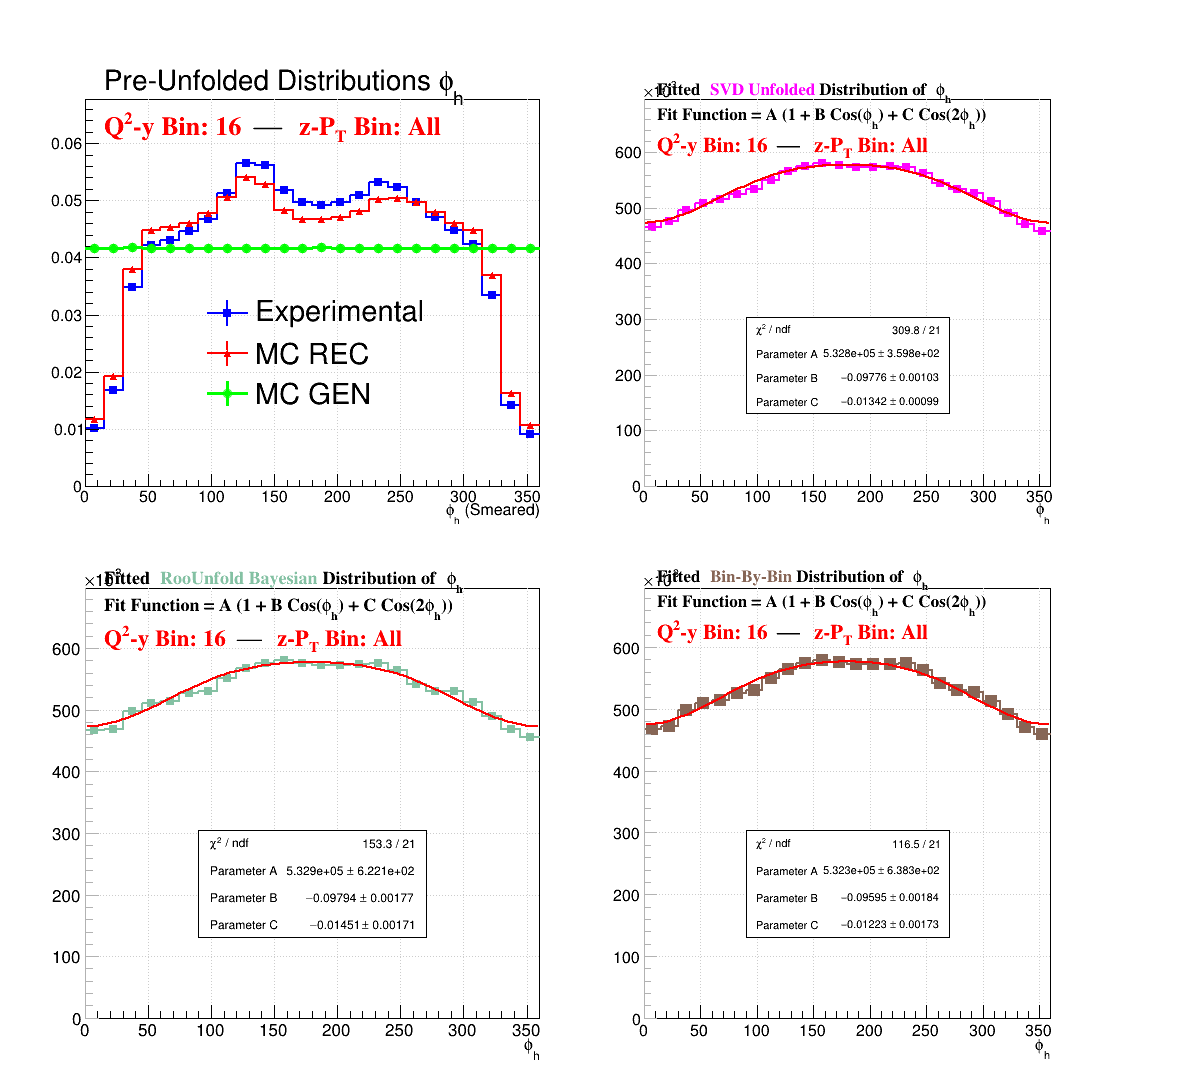 Pre-Unfolded Distributions ϕh
Q²-y Bin: 16 — z-PT Bin: All
0.06
0.05
0.04
0.03
0.02
0.01
0
Experimental
MC REC
MC GEN
0 50 100 150 200 250 300 350
ϕh (Smeared)
Fitted SVD Unfolded Distribution of ϕh
Fit Function = A (1 + B Cos(ϕh) + C Cos(2ϕh))
Q²-y Bin: 16 — z-PT Bin: All
600
500
400
300
200
100
0
χ² / ndf 309.8 / 21
Parameter A 5.328e+05 ± 3.598e+02
Parameter B −0.09776 ± 0.00103
Parameter C −0.01342 ± 0.00099
0 50 100 150 200 250 300 350
ϕh
Fitted RooUnfold Bayesian Distribution of ϕh
Fit Function = A (1 + B Cos(ϕh) + C Cos(2ϕh))
Q²-y Bin: 16 — z-PT Bin: All
600
500
400
300
200
100
0
χ² / ndf 153.3 / 21
Parameter A 5.329e+05 ± 6.221e+02
Parameter B −0.09794 ± 0.00177
Parameter C −0.01451 ± 0.00171
0 50 100 150 200 250 300 350
ϕh
Fitted Bin-By-Bin Distribution of ϕh
Fit Function = A (1 + B Cos(ϕh) + C Cos(2ϕh))
Q²-y Bin: 16 — z-PT Bin: All
600
500
400
300
200
100
0
χ² / ndf 116.5 / 21
Parameter A 5.323e+05 ± 6.383e+02
Parameter B −0.09595 ± 0.00184
Parameter C −0.01223 ± 0.00173
0 50 100 150 200 250 300 350
ϕh